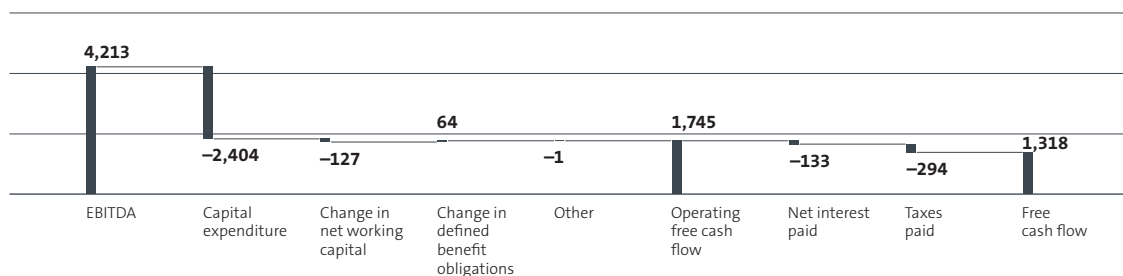 4,213
–2,404
–127
64
–1
1,745
–133
–294
1,318
EBITDA
Capital
expenditure
Change in
net working
capital
Change in
defined
benefit
obligations
Other
Operating
free cash
flow
Net interest
paid
Taxes
paid
Free
cash flow